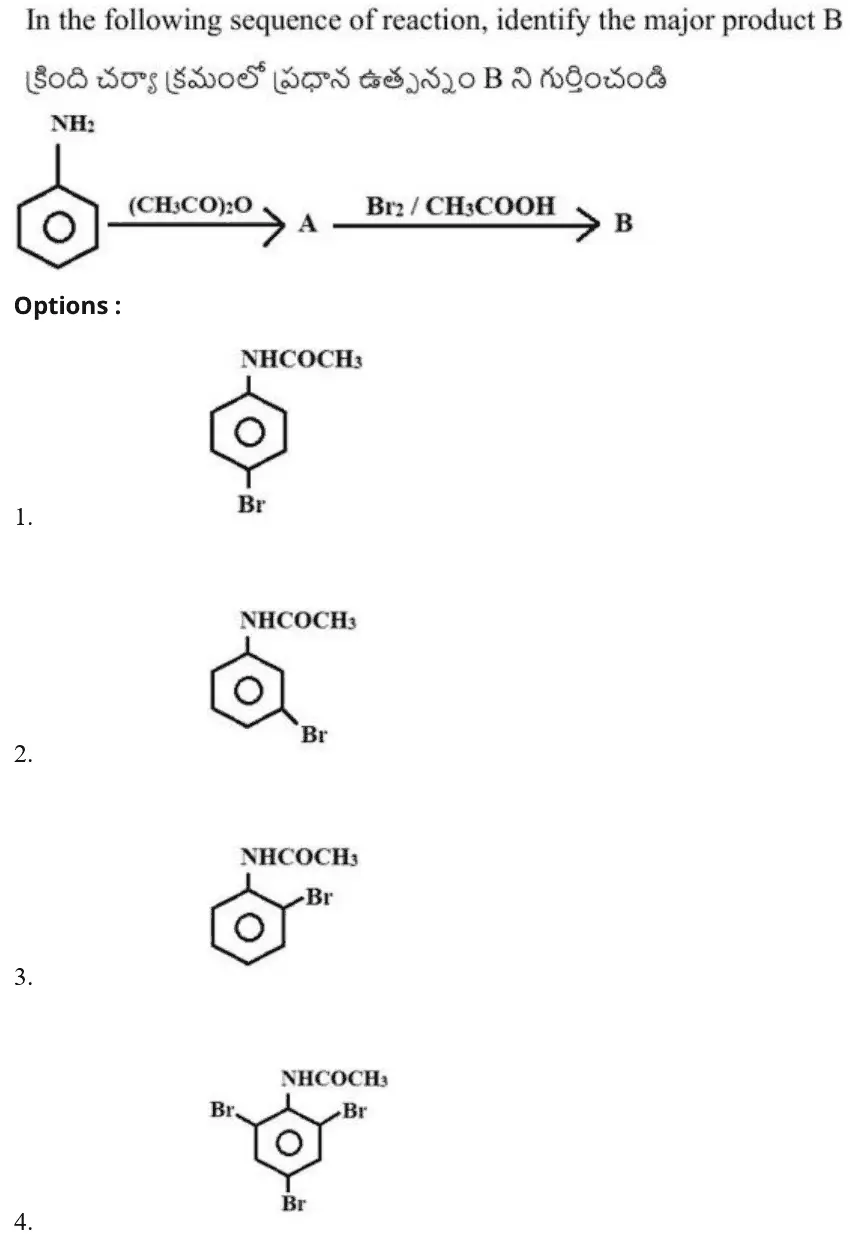 In the following sequence of reaction, identify the major product B
క్రింది చర్యా క్రమంలో ప్రధాన ఉత్పన్నం B ని గుర్తించండి
NH₂
(CH₃CO)₂O
A
Br₂ / CH₃COOH
B
Options :
NHCOCH₃
Br
1.
NHCOCH₃
Br
2.
NHCOCH₃
Br
3.
NHCOCH₃
Br
Br
Br
4.